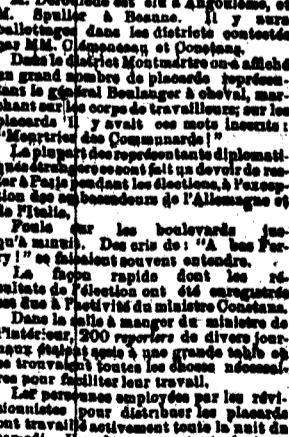 M. Spuller à Beaune. Il y aura
ballottages dans les districts contestés
par MM. Clémenceau et Constans.
Dans le district Montmartre on a affiché
un grand nombre de placards représen-
tant le général Boulanger à cheval, mar-
chant sur les corps de travailleurs; sur les
placards il y avait ces mots inscrits :
"Meurtrier des Communards !"
La plupart des représentants diplomati-
ques étrangers se sont fait un devoir de res-
ter à Paris pendant les élections, à l'excep-
tion des ambassadeurs de l'Allemagne et
de l'Italie.
Foule sur les boulevards jus-
qu'à minuit. Des cris de : "A bas Fer-
ry !" se faisaient souvent entendre.
La façon rapide dont les ré-
sultats de l'élection ont été enregistrés
est due à l'activité du ministre Constans.
Dans la salle à manger du ministre de
l'intérieur, 200 reporters de divers jour-
naux étaient assis à une grande table où
se trouvaient toutes les choses nécessai-
res pour faciliter leur travail.
Les personnes employées par les révi-
sionnistes pour distribuer les placards
ont travaillé activement toute la nuit du